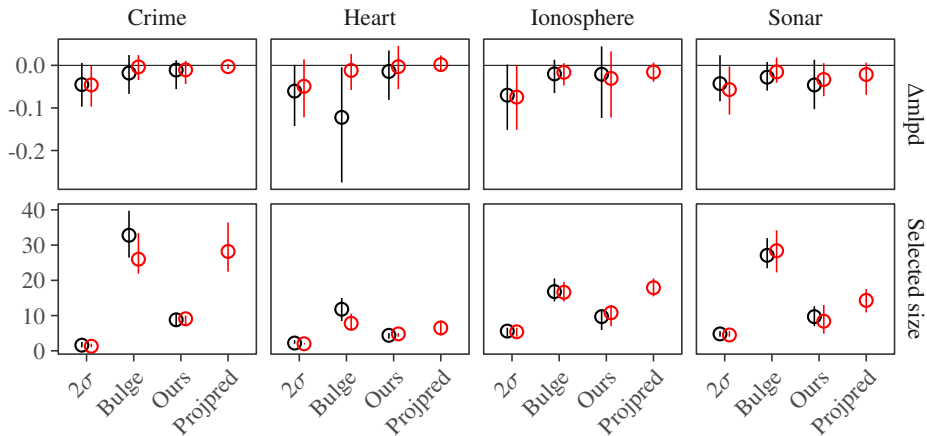 Crime Heart Ionosphere Sonar
0.0
-0.1
-0.2
Δmlpd
40
30
20
10
0
Selected size
2σ Bulge Ours Projpred 2σ Bulge Ours Projpred 2σ Bulge Ours Projpred 2σ Bulge Ours Projpred